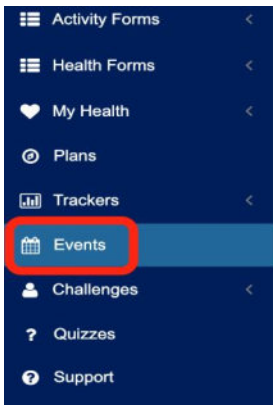 Activity Forms
Health Forms
My Health
Plans
Trackers
Events
Challenges
Quizzes
Support